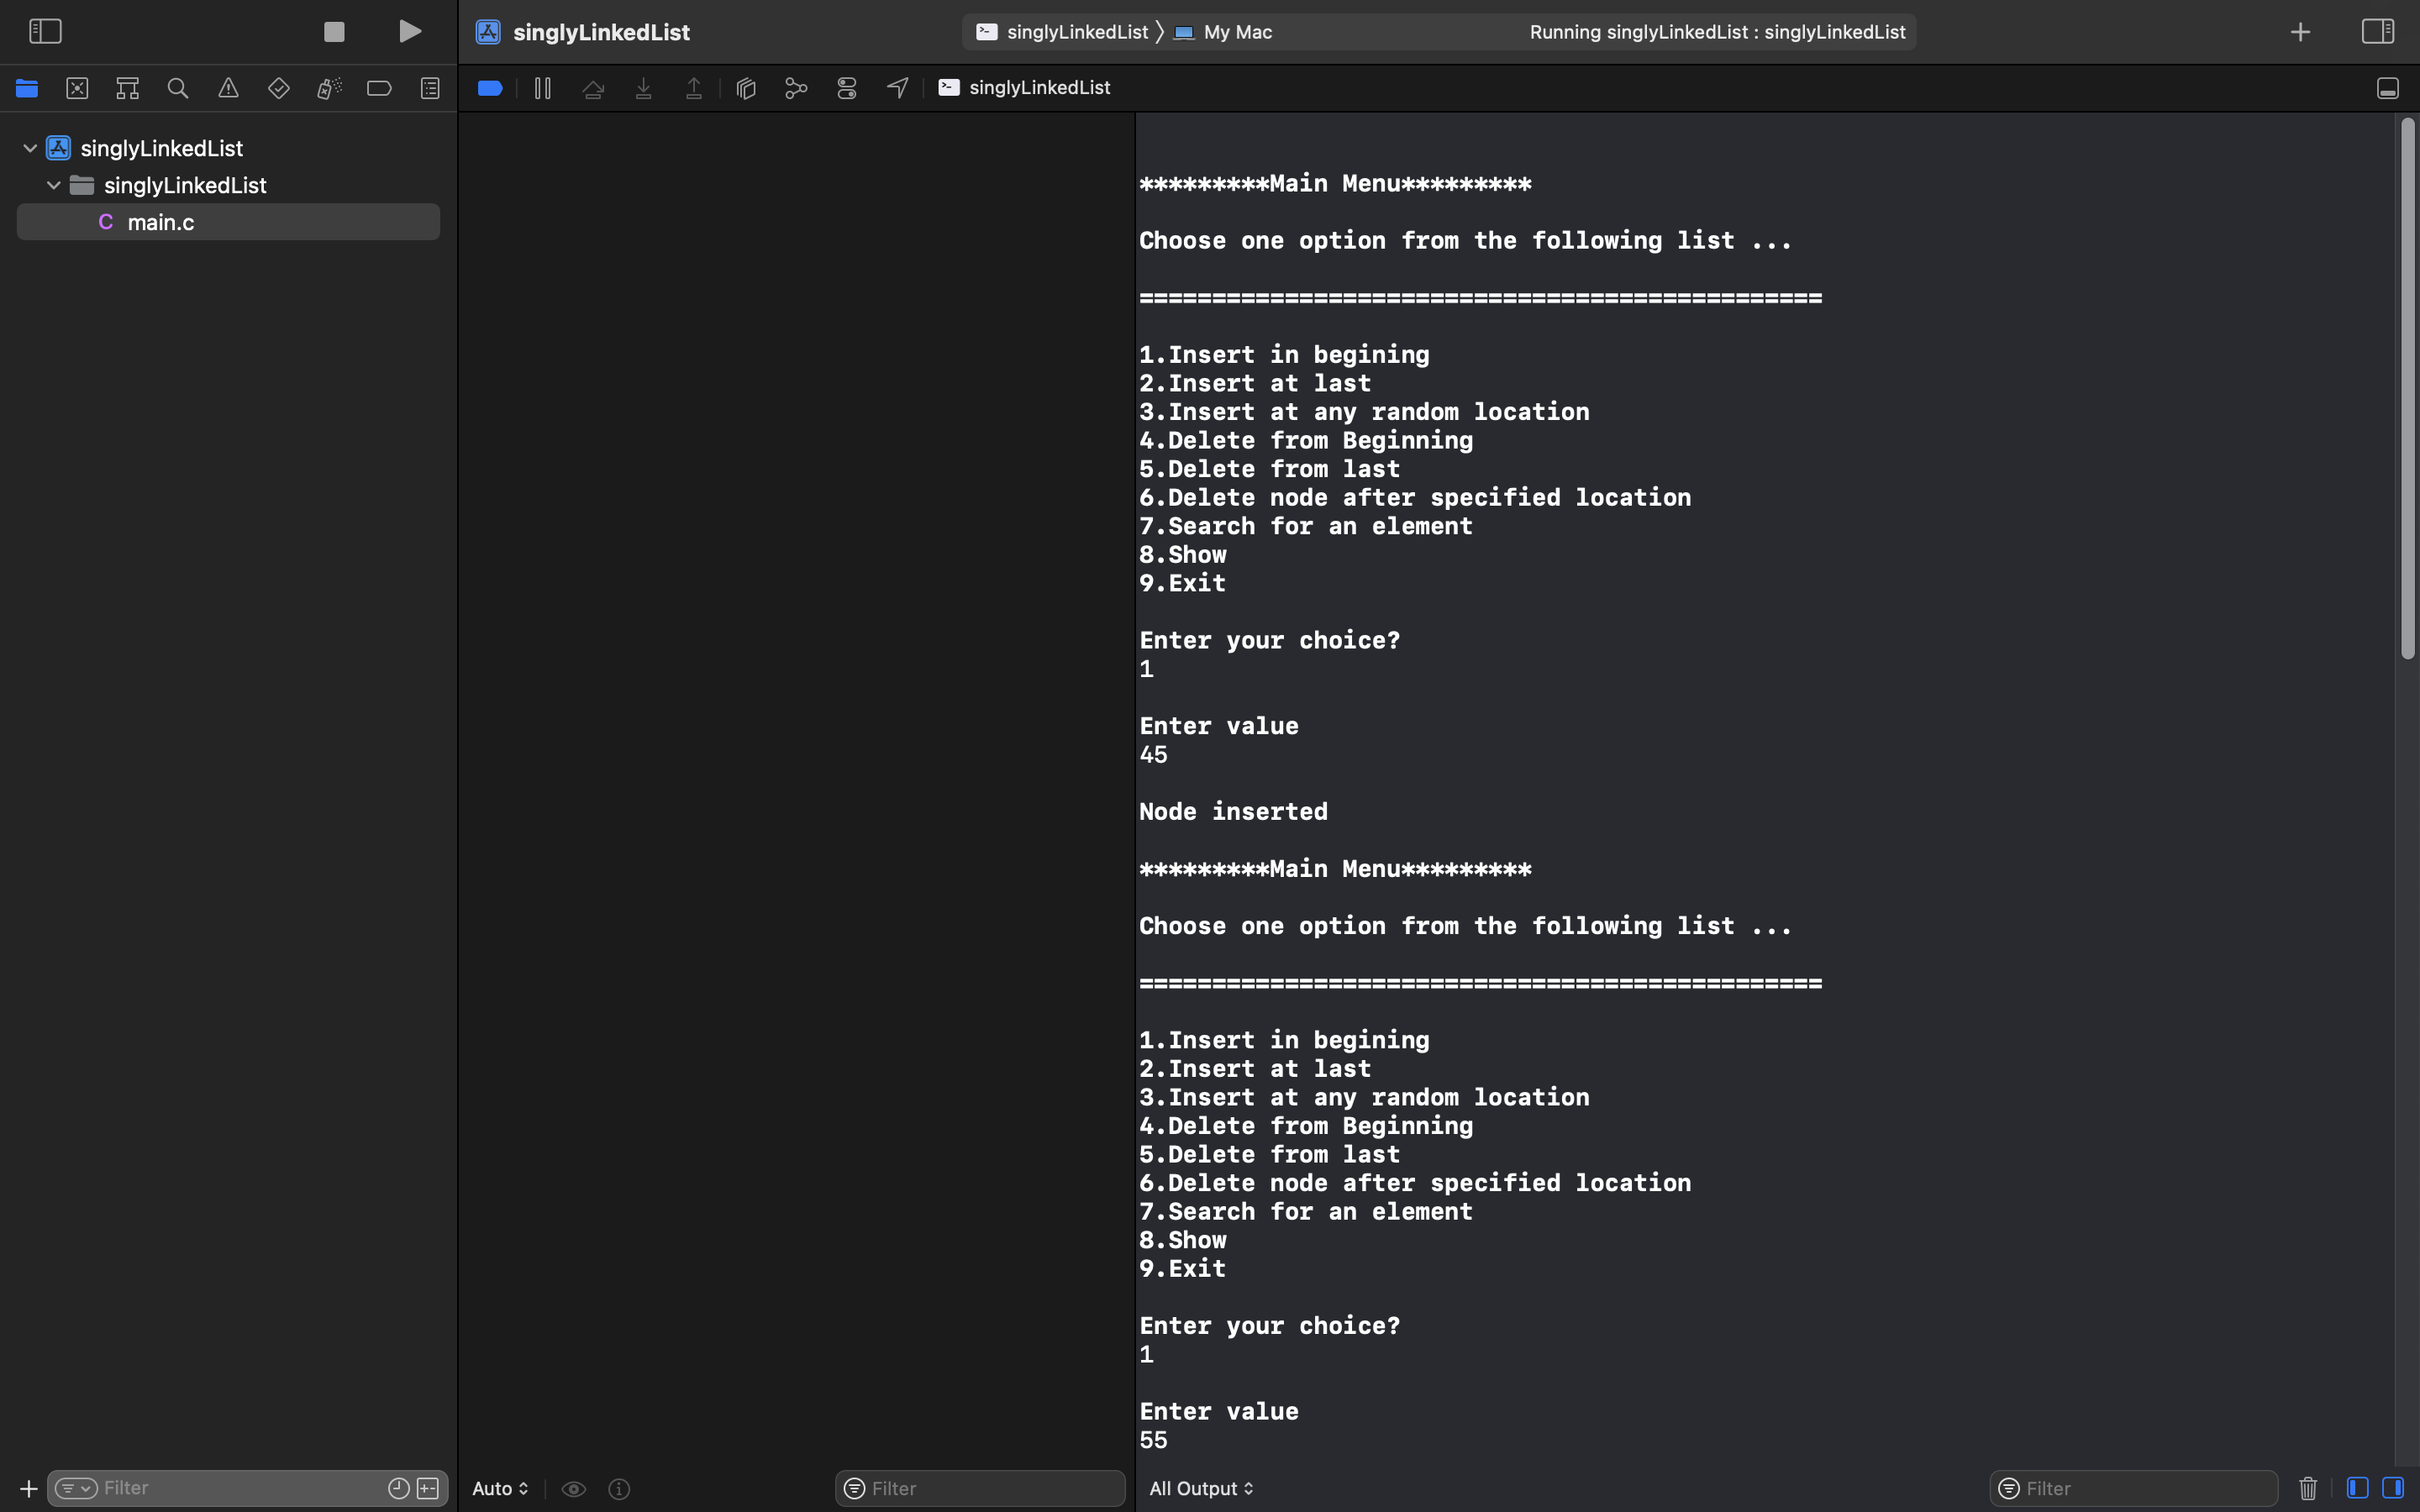 singlyLinkedList
singlyLinkedList
My Mac
Running singlyLinkedList : singlyLinkedList
singlyLinkedList
singlyLinkedList
singlyLinkedList
C main.c
*********Main Menu*********
Choose one option from the following list ...
===============================================
1.Insert in begining
2.Insert at last
3.Insert at any random location
4.Delete from Beginning
5.Delete from last
6.Delete node after specified location
7.Search for an element
8.Show
9.Exit
Enter your choice?
1
Enter value
45
Node inserted
*********Main Menu*********
Choose one option from the following list ...
===============================================
1.Insert in begining
2.Insert at last
3.Insert at any random location
4.Delete from Beginning
5.Delete from last
6.Delete node after specified location
7.Search for an element
8.Show
9.Exit
Enter your choice?
1
Enter value
55
Filter
Auto
Filter
All Output
Filter